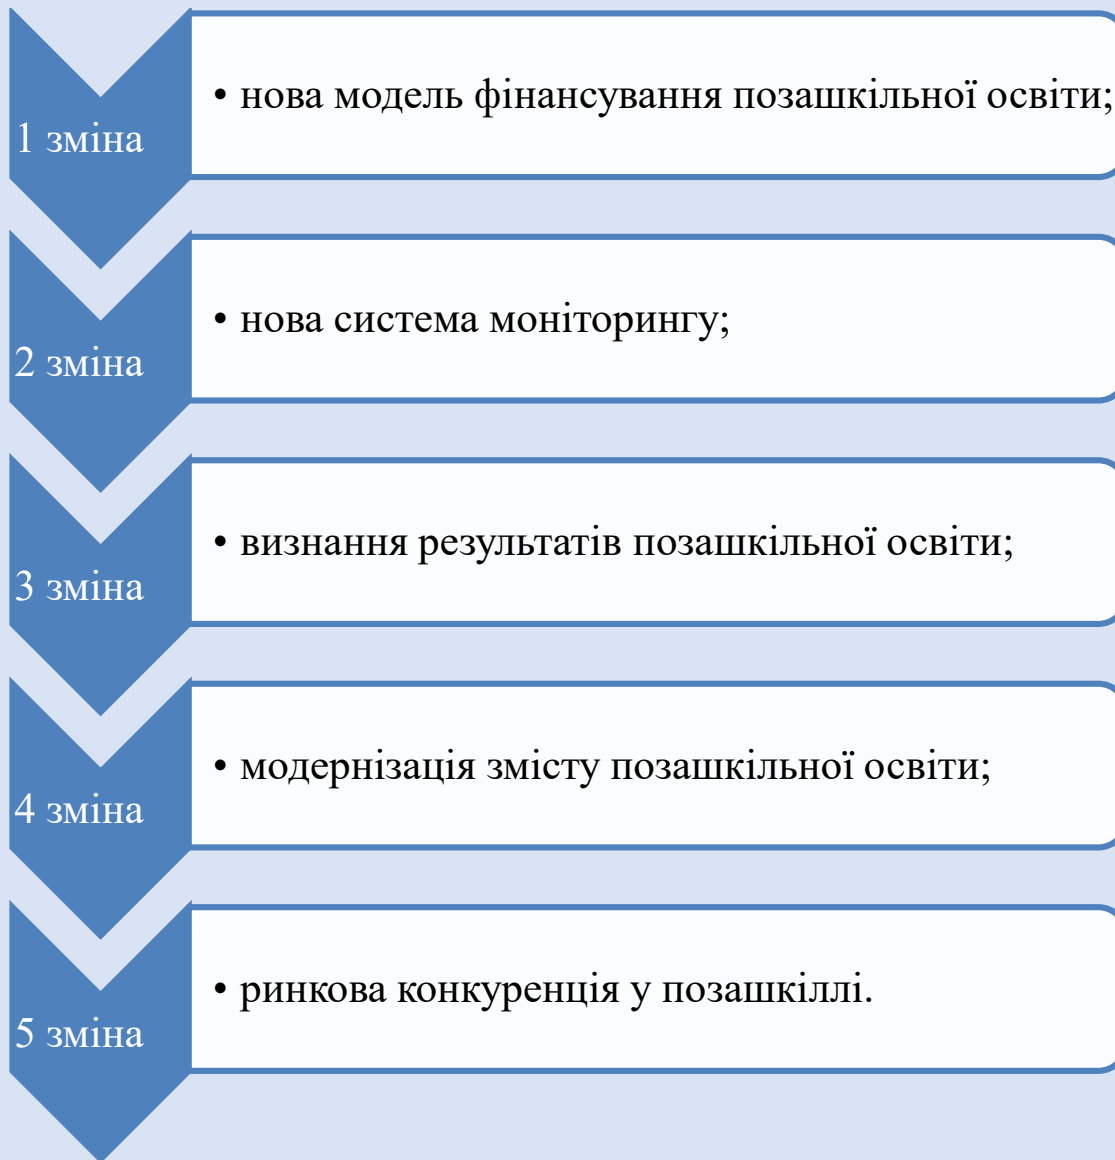 1 зміна
• нова модель фінансування позашкільної освіти;
2 зміна
• нова система моніторингу;
3 зміна
• визнання результатів позашкільної освіти;
4 зміна
• модернізація змісту позашкільної освіти;
5 зміна
• ринкова конкуренція у позашкіллі.